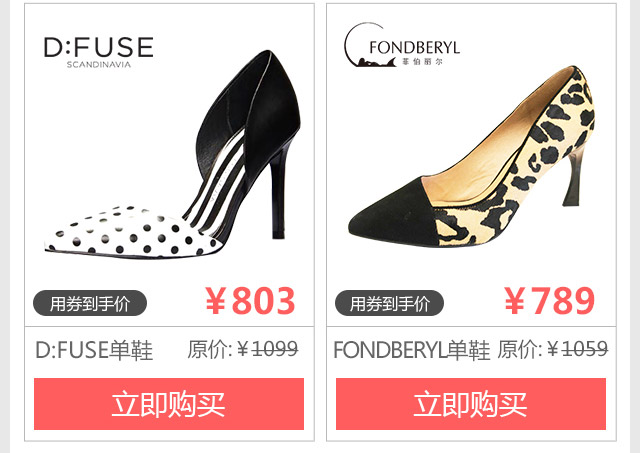 D:FUSE
SCANDINAVIA
用券到手价
¥803
D:FUSE单鞋 原价:¥1099
立即购买
FONDBERYL
菲伯丽尔
用券到手价
¥789
FONDBERYL单鞋 原价:¥1059
立即购买